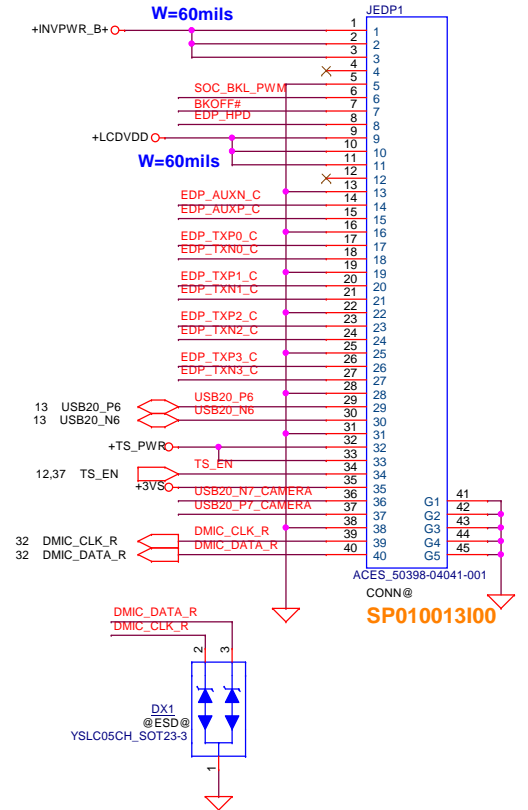 W=60mils
JEDP1
+INVPWR_B+ 1 1
2 2
3 3
4 4
5 5
SOC_BKL_PWM 6 6
BKOFF# 7 7
EDP_HPD 8 8
+LCDVDD 9 9
10 10
W=60mils 11 11
12 12
13 13
EDP_AUXN_C 14 14
EDP_AUXP_C 15 15
16 16
EDP_TXP0_C 17 17
EDP_TXN0_C 18 18
19 19
EDP_TXP1_C 20 20
EDP_TXN1_C 21 21
22 22
EDP_TXP2_C 23 23
EDP_TXN2_C 24 24
25 25
EDP_TXP3_C 26 26
EDP_TXN3_C 27 27
28 28
13 USB20_P6 USB20_P6 29 29
13 USB20_N6 USB20_N6 30 30
31 31
+TS_PWR 32 32
33 33
12,37 TS_EN TS_EN 34 34
+3VS 35 35
USB20_N7_CAMERA 36 36 G1 41
USB20_P7_CAMERA 37 37 G2 42
38 38 G3 43
32 DMIC_CLK_R DMIC_CLK_R 39 39 G4 44
32 DMIC_DATA_R DMIC_DATA_R 40 40 G5 45
ACES_50398-04041-001
CONN@
SP010013I00
DMIC_DATA_R
DMIC_CLK_R
2 3
DX1
@ESD@
YSLC05CH_SOT23-3
1